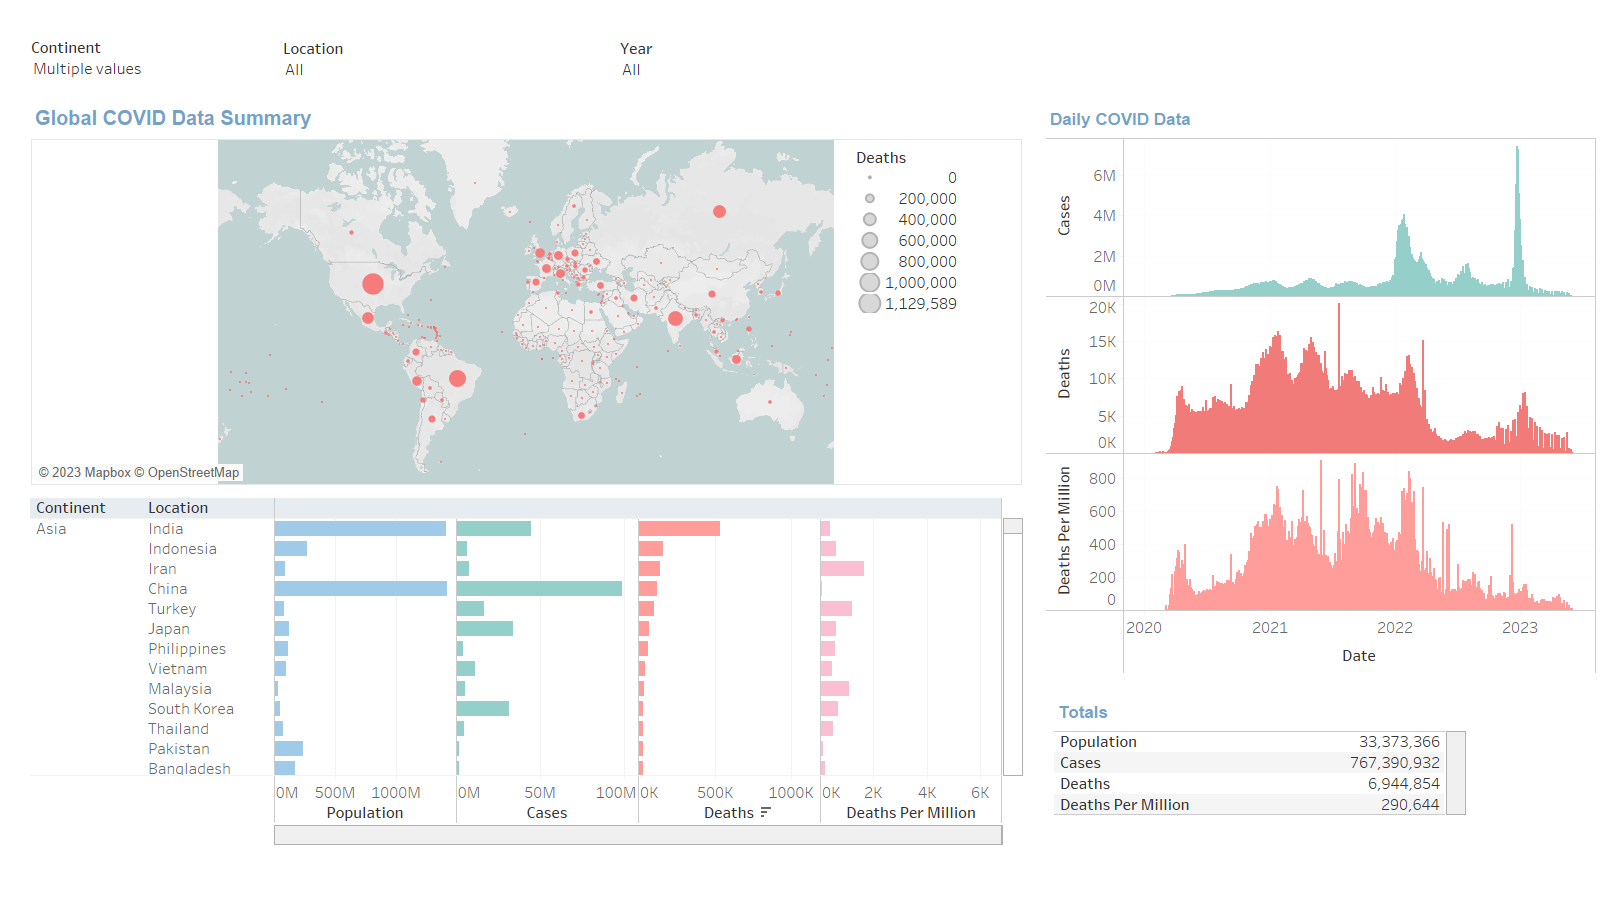 Continent
Multiple values
Location
All
Year
All
Global COVID Data Summary
Deaths
0
200,000
400,000
600,000
800,000
1,000,000
1,129,589
© 2023 Mapbox © OpenStreetMap
Continent Location
Asia India
Indonesia
Iran
China
Turkey
Japan
Philippines
Vietnam
Malaysia
South Korea
Thailand
Pakistan
Bangladesh
0M 500M 1000M 0M 50M 100M 0K 500K 1000K 0K 2K 4K 6K
Population Cases Deaths Deaths Per Million
Daily COVID Data
Cases
6M
4M
2M
0M
Deaths
20K
15K
10K
5K
0K
Deaths Per Million
800
600
400
200
0
2020 2021 2022 2023
Date
Totals
Population 33,373,366
Cases 767,390,932
Deaths 6,944,854
Deaths Per Million 290,644